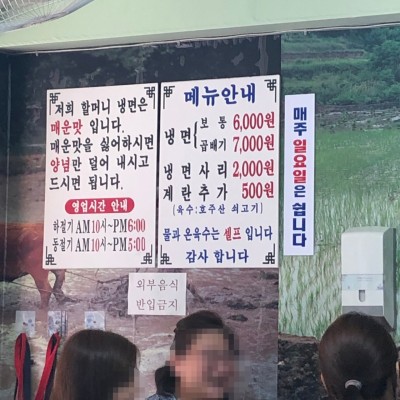 저희 할머니 냉면은
매운맛 입니다.
매운맛을 싫어하시면
양념만 덜어 내시고
드시면 됩니다.
영업시간 안내
하절기 AM10시~PM6:00
동절기 AM10시~PM5:00
메뉴안내
냉면 보통 6,000원
곱빼기 7,000원
냉면사리 2,000원
계란추가 500원
(육수:호주산 쇠고기)
물과 온육수는 셀프 입니다
감사 합니다
매주 일요일은 쉽니다
외부음식
반입금지